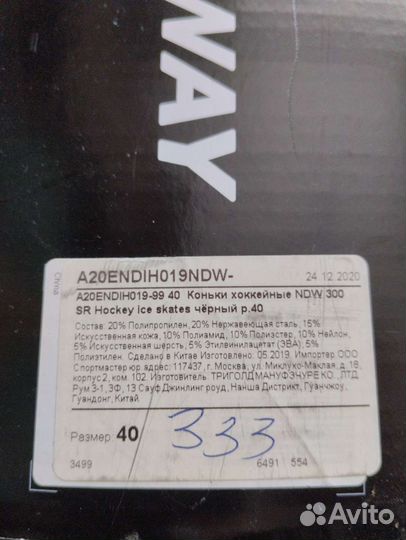 WAY
China
A20ENDIH019NDW-
24 12 2020
A20ENDIH019-99 40 Коньки хоккейные NDW 300
SR Hockey ice skates чёрный р.40
Состав: 20% Полипропилен, 20% Нержавеющая сталь, 15%
Искусственная кожа, 10% Полиамид, 10% Полиэстер, 10% Нейлон,
5% Искусственная шерсть, 5% Этиленвинилацетат (ЭВА), 5%
Полиэтилен. Сделано в Китае Изготовлено: 05.2019. Импортер ООО
Спортмастер юр адрес: 117437, г. Москва, ул. Миклухо-Маклая, д. 18,
корпус 2, ком. 102. Изготовитель: ТРИГОЛД МАНУФЭЧУРЕ КО., ЛТД
Рум 3-1, 3Ф, 13 Сауф Джинлинг роуд, Наньша Дистрикт, Гуанчжоу,
Гуандонг, Китай
Размер 40 333
3499 6491 554
Avito